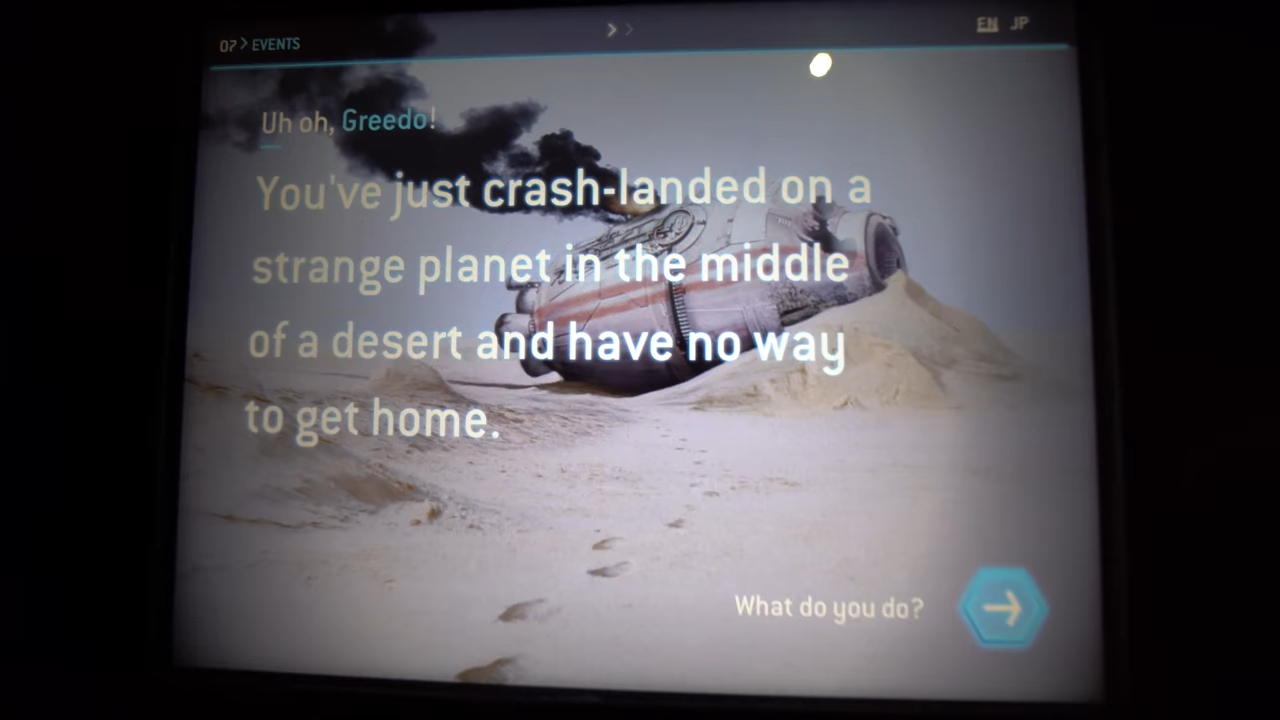 07 > EVENTS
EN JP
Uh oh, Greedo!
You've just crash-landed on a
strange planet in the middle
of a desert and have no way
to get home.
What do you do?